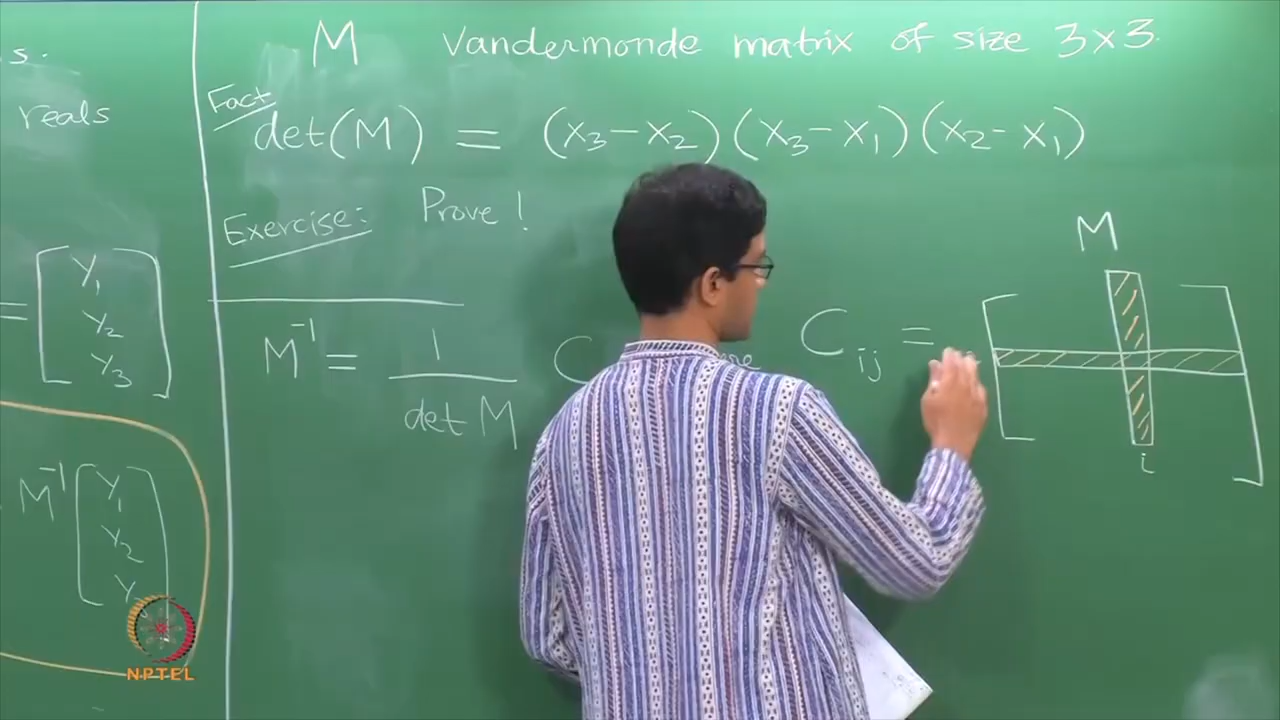 s.
reals
= [ Y1
Y2
Y3 ]
M^-1 [ Y1
Y2
M Vandermonde matrix of size 3×3.
Fact
det(M) = (x3 - x2)(x3 - x1)(x2 - x1)
Exercise: Prove!
M^-1 = 1 / det M C
C ij =
M
i
NPTEL